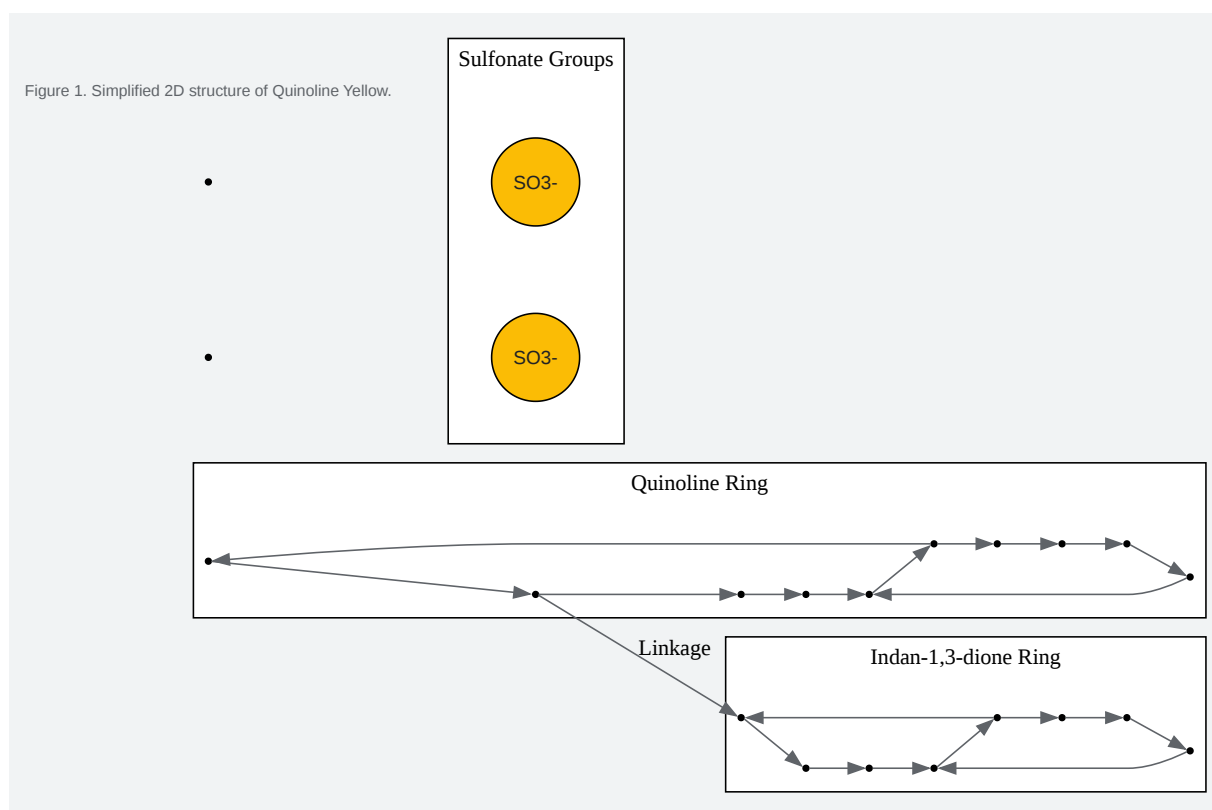 Sulfonate Groups
Figure 1. Simplified 2D structure of Quinoline Yellow.
SO3-
SO3-
Quinoline Ring
Linkage
Indan-1,3-dione Ring